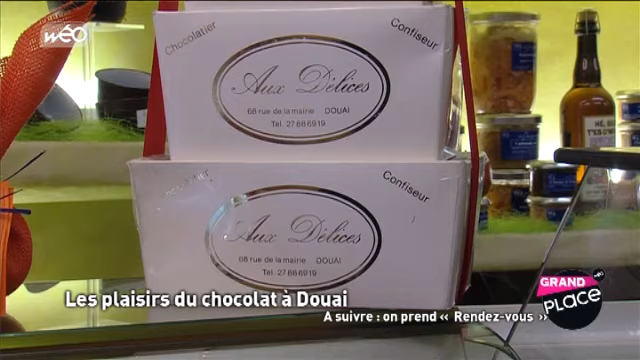 wéo
Chocolatier
Confiseur
Aux Délices
68 rue de la mairie DOUAI
Tel. 27 88 69 19
Confiseur
Aux Délices
68 rue de la mairie DOUAI
Tel. 27 88 69 19
Les plaisirs du chocolat à Douai
A suivre : on prend « Rendez-vous »
GRAND
PLACE